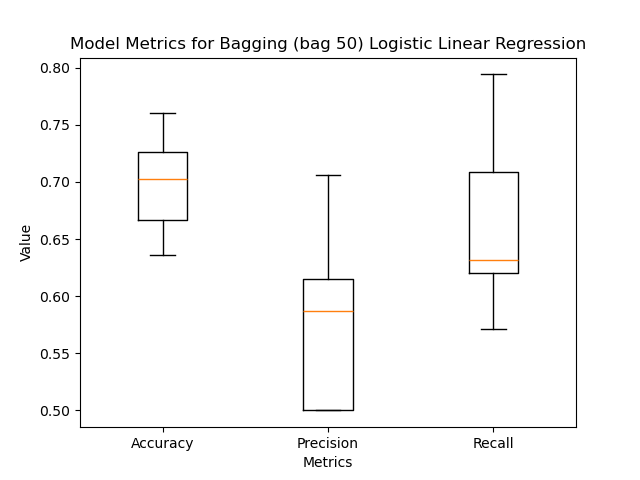 Model Metrics for Bagging (bag 50) Logistic Linear Regression
0.80
0.75
0.70
0.65
0.60
0.55
0.50
Value
Accuracy Precision Recall
Metrics